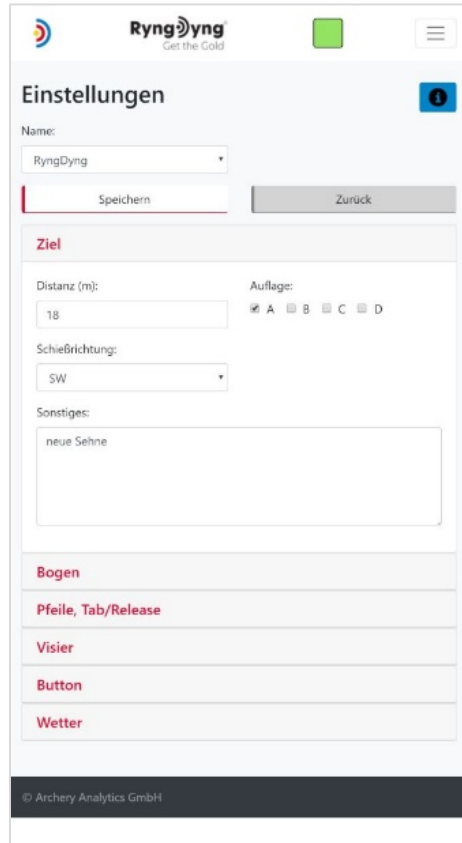 RyngDyng
Get the Gold
Einstellungen
Name:
RyngDyng
Speichern Zurück
Ziel
Distanz (m): Auflage:
18 A B C D
Schießrichtung:
SW
Sonstiges:
neue Sehne
Bogen
Pfeile, Tab/Release
Visier
Button
Wetter
© Archery Analytics GmbH